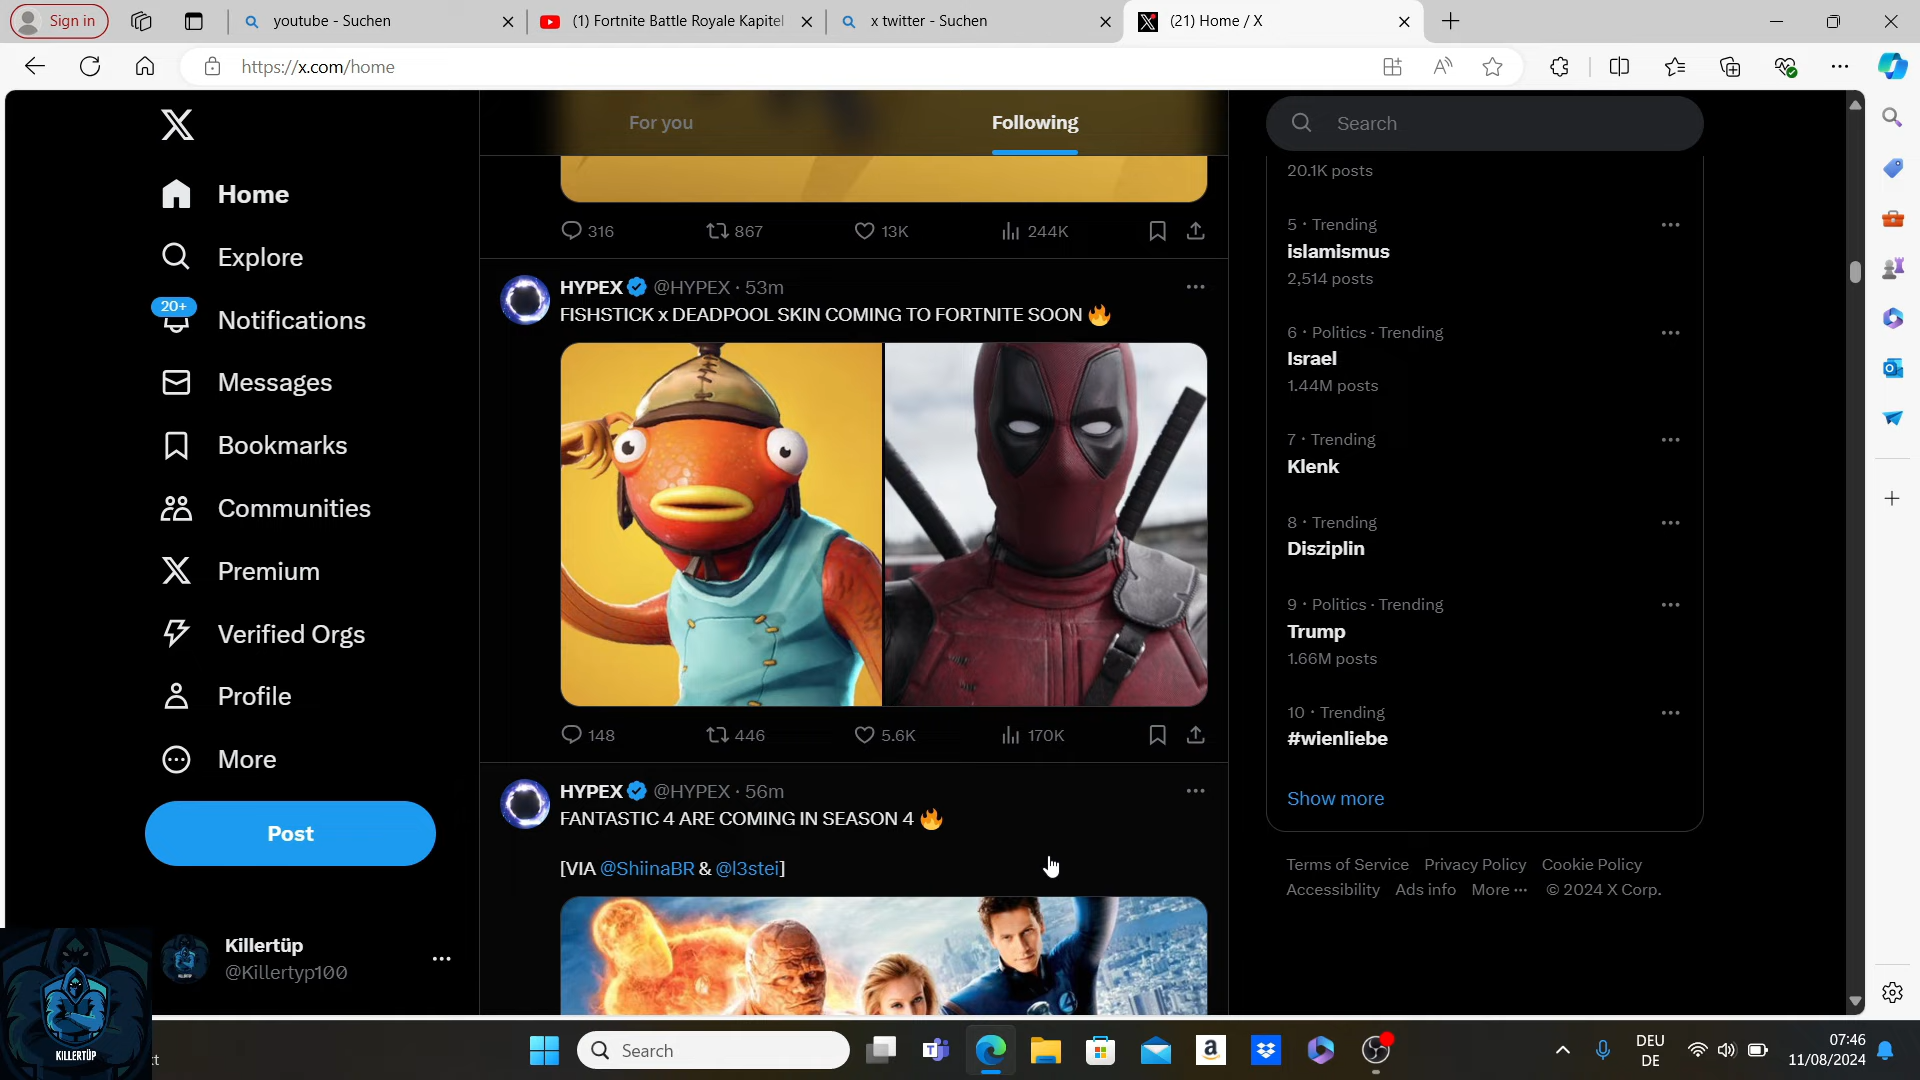 Sign in
youtube - Suchen
(1) Fortnite Battle Royale Kapitel
x twitter - Suchen
(21) Home / X
https://x.com/home
Home
Explore
20+
Notifications
Messages
Bookmarks
Communities
Premium
Verified Orgs
Profile
More
Post
Killertüp
@Killertyp100
KILLERTÜP
For you
Following
316
867
13K
244K
HYPEX @HYPEX · 53m
FISHSTICK x DEADPOOL SKIN COMING TO FORTNITE SOON 🔥
148
446
5.6K
170K
HYPEX @HYPEX · 56m
FANTASTIC 4 ARE COMING IN SEASON 4 🔥
[VIA @ShiinaBR & @l3stei]
4
Search
20.1K posts
5 · Trending
islamismus
2,514 posts
6 · Politics · Trending
Israel
1.44M posts
7 · Trending
Klenk
8 · Trending
Disziplin
9 · Politics · Trending
Trump
1.66M posts
10 · Trending
#wienliebe
Show more
Terms of Service Privacy Policy Cookie Policy
Accessibility Ads info More ··· © 2024 X Corp.
Search
DEU
DE
07:46
11/08/2024